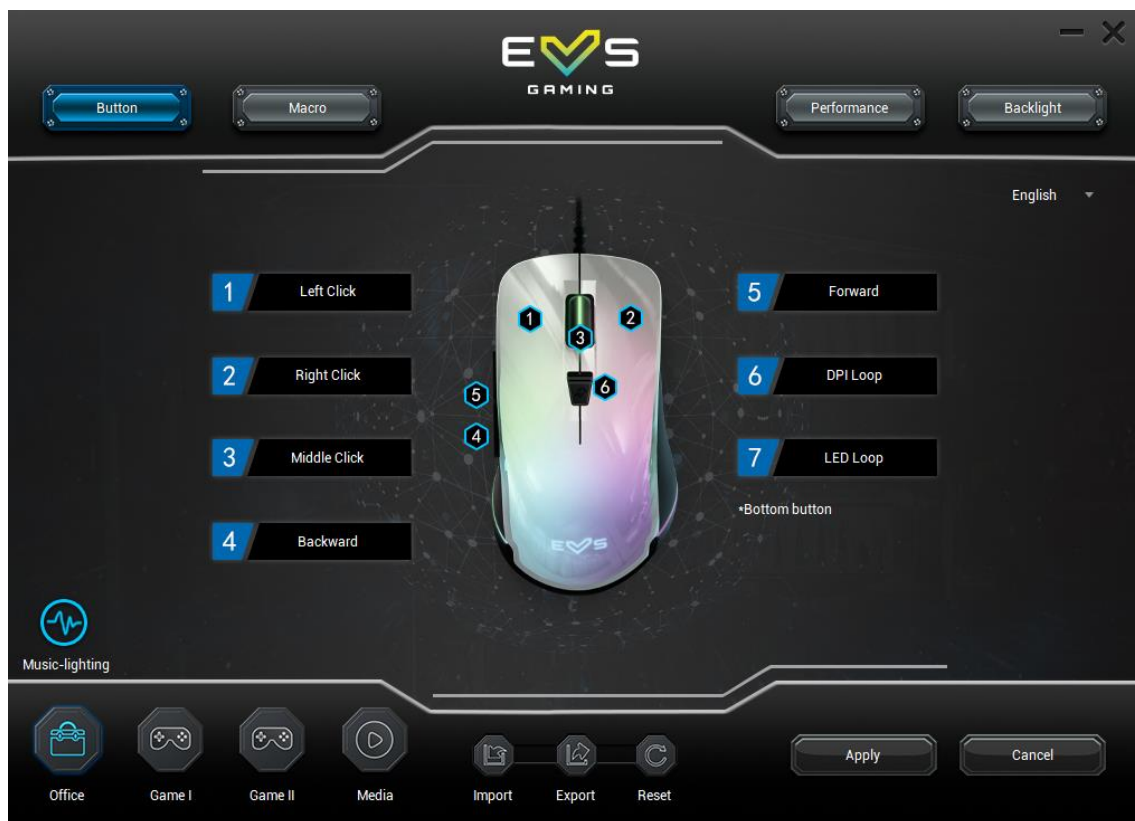 EVS
GAMING
Button
Macro
Performance
Backlight
English
1 Left Click
2 Right Click
3 Middle Click
4 Backward
5 Forward
6 DPI Loop
7 LED Loop
*Bottom button
1
2
3
6
5
4
EVS
Music-lighting
Office
Game I
Game II
Media
Import
Export
Reset
Apply
Cancel